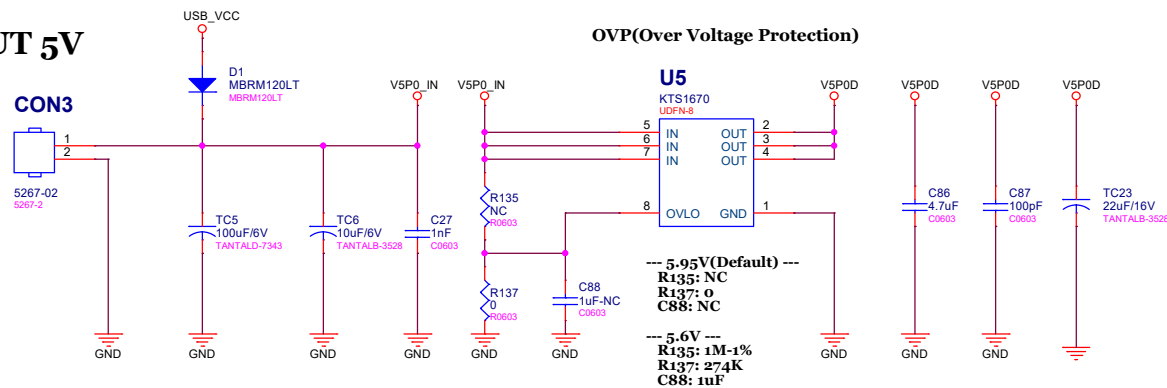 UT 5V
USB_VCC
OVP(Over Voltage Protection)
D1
MBRM120LT
MBRM120LT
CON3
1
2
5267-02
5267-2
V5P0_IN
V5P0_IN
U5
KTS1670
UDFN-8
5 IN OUT 2
6 IN OUT 3
7 IN OUT 4
8 OVLO GND 1
V5P0D
V5P0D
V5P0D
V5P0D
TC5
100uF/6V
TANTALD-7343
TC6
10uF/6V
TANTALB-3528
C27
1nF
C0603
R135
NC
R0603
R137
0
R0603
C88
1uF-NC
C0603
C86
4.7uF
C0603
C87
100pF
C0603
TC23
22uF/16V
TANTALB-3528
--- 5.95V(Default) ---
R135: NC
R137: 0
C88: NC
--- 5.6V ---
R135: 1M-1%
R137: 274K
C88: 1uF
GND
GND
GND
GND
GND
GND
GND
GND
GND